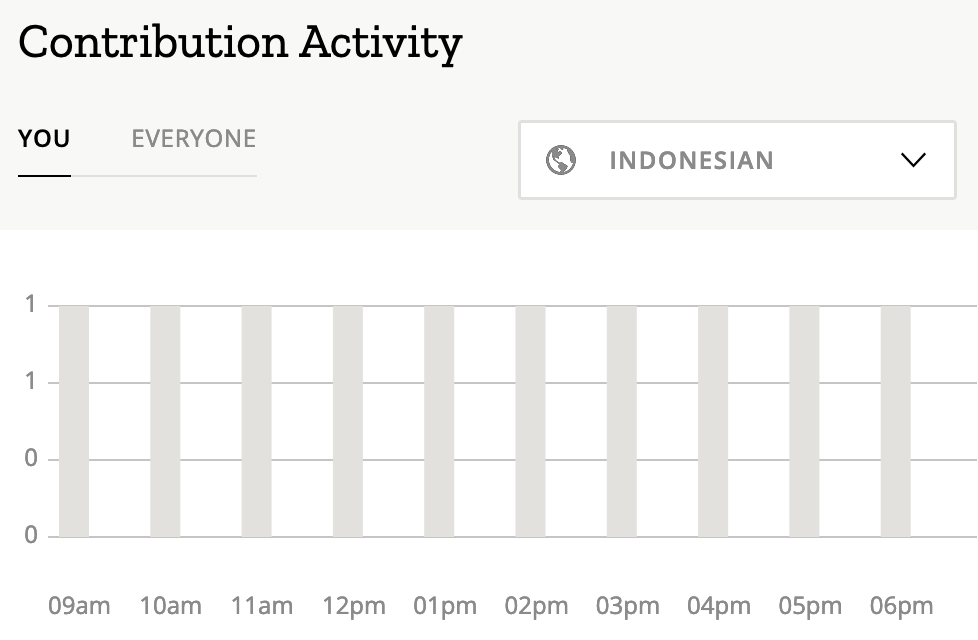 Contribution Activity
YOU EVERYONE
INDONESIAN
1
1
0
0
09am 10am 11am 12pm 01pm 02pm 03pm 04pm 05pm 06pm